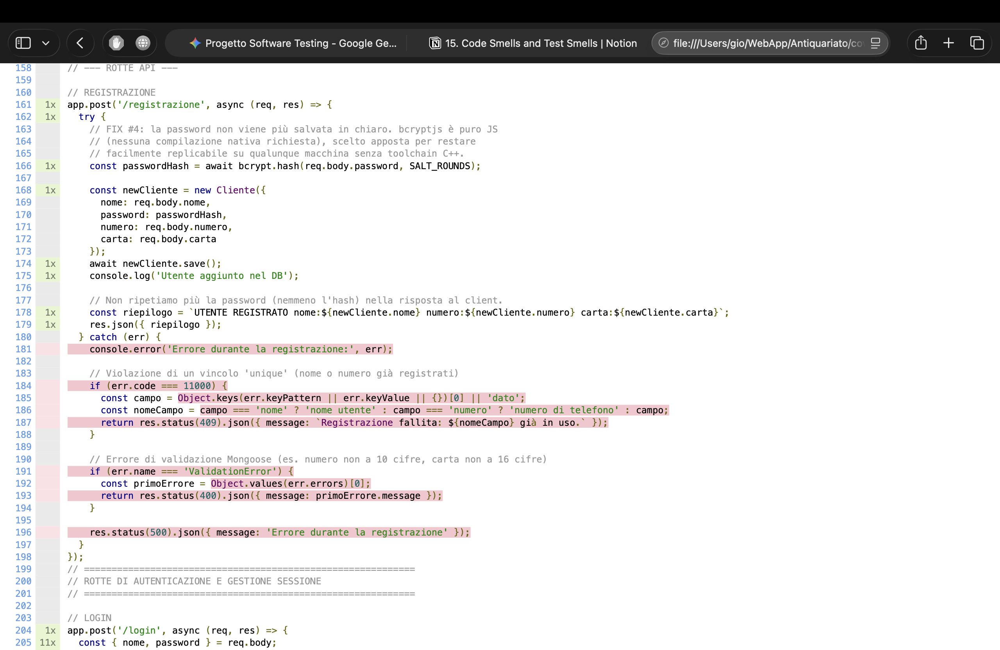 Progetto Software Testing - Google Ge...
15. Code Smells and Test Smells | Notion
file:///Users/gio/WebApp/Antiquariato/co
158 // --- ROTTE API ---
159
160 // REGISTRAZIONE
161 1x app.post('/registrazione', async (req, res) => {
162 1x try {
163 // FIX #4: la password non viene più salvata in chiaro. bcryptjs è puro JS
164 // (nessuna compilazione nativa richiesta), scelto apposta per restare
165 // facilmente replicabile su qualunque macchina senza toolchain C++.
166 1x const passwordHash = await bcrypt.hash(req.body.password, SALT_ROUNDS);
167
168 1x const newCliente = new Cliente({
169 nome: req.body.nome,
170 password: passwordHash,
171 numero: req.body.numero,
172 carta: req.body.carta
173 });
174 1x await newCliente.save();
175 1x console.log('Utente aggiunto nel DB');
176
177 // Non ripetiamo più la password (nemmeno l'hash) nella risposta al client.
178 1x const riepilogo = `UTENTE REGISTRATO nome:${newCliente.nome} numero:${newCliente.numero} carta:${newCliente.carta}`;
179 1x res.json({ riepilogo });
180 } catch (err) {
181 console.error('Errore durante la registrazione:', err);
182
183 // Violazione di un vincolo 'unique' (nome o numero già registrati)
184 if (err.code === 11000) {
185 const campo = Object.keys(err.keyPattern || err.keyValue || {})[0] || 'dato';
186 const nomeCampo = campo === 'nome' ? 'nome utente' : campo === 'numero' ? 'numero di telefono' : campo;
187 return res.status(409).json({ message: `Registrazione fallita: ${nomeCampo} già in uso.` });
188 }
189
190 // Errore di validazione Mongoose (es. numero non a 10 cifre, carta non a 16 cifre)
191 if (err.name === 'ValidationError') {
192 const primoErrore = Object.values(err.errors)[0];
193 return res.status(400).json({ message: primoErrore.message });
194 }
195
196 res.status(500).json({ message: 'Errore durante la registrazione' });
197 }
198 });
199 // ============================================================
200 // ROTTE DI AUTENTICAZIONE E GESTIONE SESSIONE
201 // ============================================================
202
203 // LOGIN
204 1x app.post('/login', async (req, res) => {
205 11x const { nome, password } = req.body;